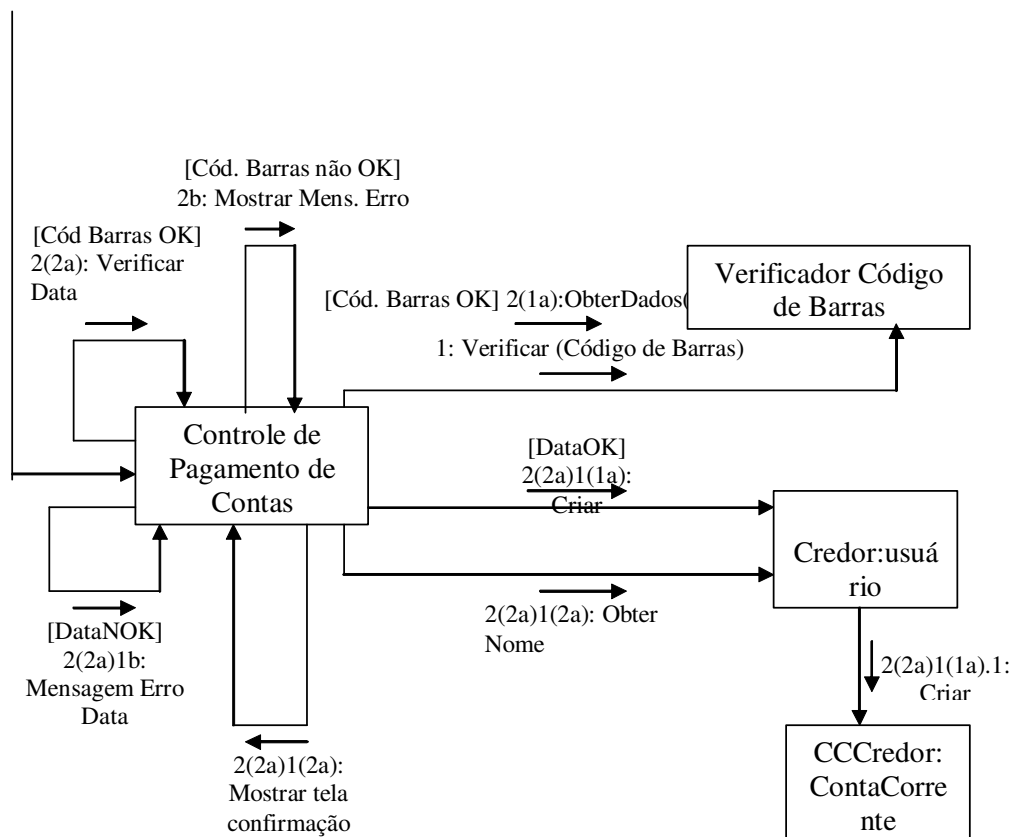 [Cód. Barras não OK]
2b: Mostrar Mens. Erro
[Cód Barras OK]
2(2a): Verificar
Data
Verificador Código
de Barras
[Cód. Barras OK] 2(1a):ObterDados(
1: Verificar (Código de Barras)
Controle de
Pagamento de
Contas
[DataOK]
2(2a)1(1a):
Criar
Credor:usuá
rio
2(2a)1(2a): Obter
Nome
[DataNOK]
2(2a)1b:
Mensagem Erro
Data
2(2a)1(1a).1:
Criar
2(2a)1(2a):
Mostrar tela
confirmação
CCCredor:
ContaCorre
nte